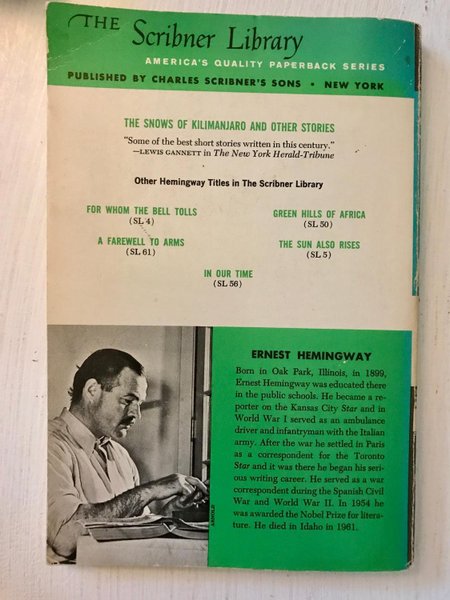 THE Scribner Library
AMERICA'S QUALITY PAPERBACK SERIES
PUBLISHED BY CHARLES SCRIBNER'S SONS • NEW YORK
THE SNOWS OF KILIMANJARO AND OTHER STORIES
"Some of the best short stories written in this century."
—LEWIS GANNETT in The New York Herald-Tribune
Other Hemingway Titles in The Scribner Library
FOR WHOM THE BELL TOLLS
(SL 4)
GREEN HILLS OF AFRICA
(SL 50)
A FAREWELL TO ARMS
(SL 61)
THE SUN ALSO RISES
(SL 5)
IN OUR TIME
(SL 56)
ERNEST HEMINGWAY
Born in Oak Park, Illinois, in 1899,
Ernest Hemingway was educated there
in the public schools. He became a re-
porter on the Kansas City Star and in
World War I served as an ambulance
driver and infantryman with the Italian
army. After the war he settled in Paris
as a correspondent for the Toronto
Star and it was there he began his seri-
ous writing career. He served as a war
correspondent during the Spanish Civil
War and World War II. In 1954 he
was awarded the Nobel Prize for litera-
ture. He died in Idaho in 1961.
ARNOLD